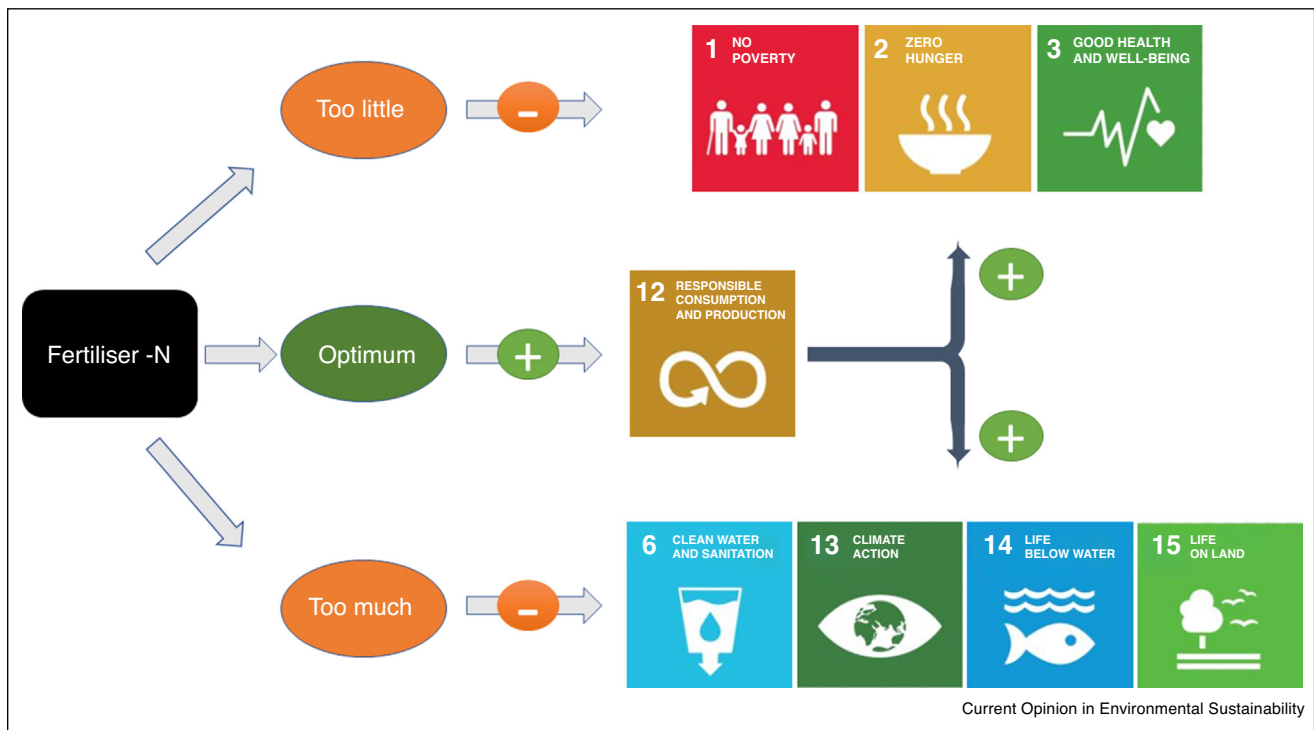 1 NO
POVERTY
2 ZERO
HUNGER
3 GOOD HEALTH
AND WELL-BEING
Too little
−
Fertiliser -N
Optimum
+
12 RESPONSIBLE
CONSUMPTION
AND PRODUCTION
+
+
Too much
−
6 CLEAN WATER
AND SANITATION
13 CLIMATE
ACTION
14 LIFE
BELOW WATER
15 LIFE
ON LAND
Current Opinion in Environmental Sustainability